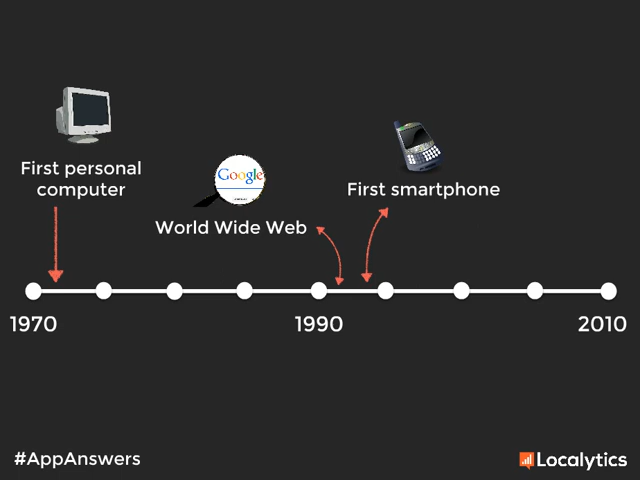 First personal
computer
Google
World Wide Web
First smartphone
1970
1990
2010
#AppAnswers
Localytics